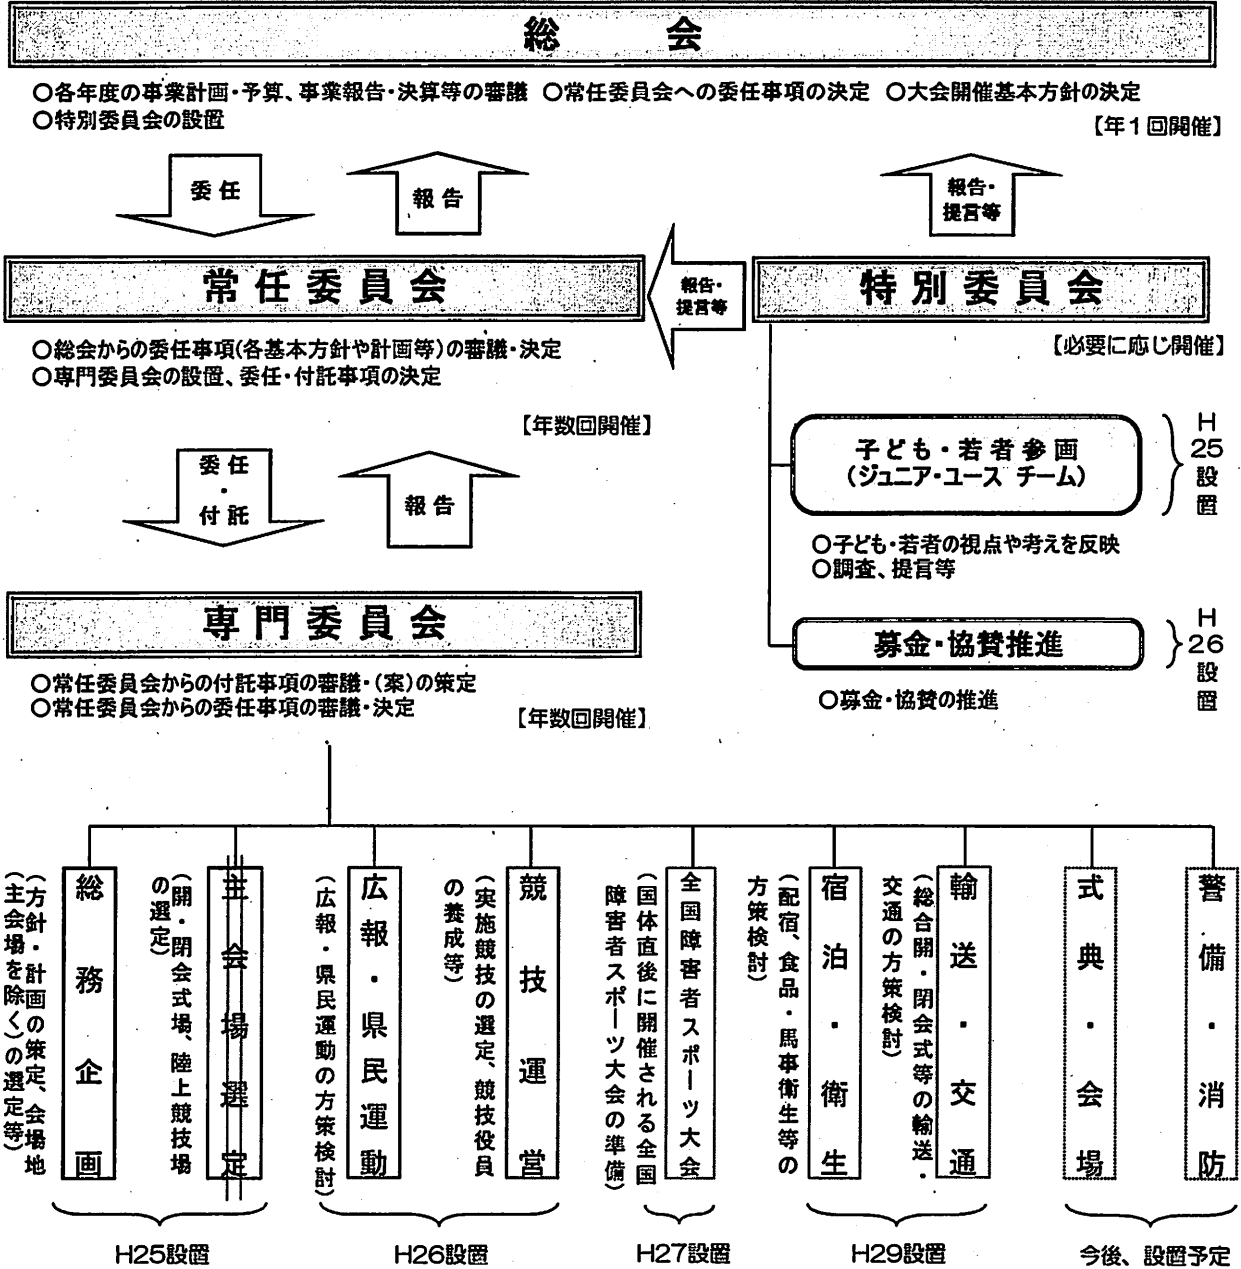 総会
○各年度の事業計画・予算、事業報告・決算等の審議 ○常任委員会への委任事項の決定 ○大会開催基本方針の決定
○特別委員会の設置
【年1回開催】
委任
報告
報告・
提言等
常任委員会
報告・
提言等
特別委員会
○総会からの委任事項(各基本方針や計画等)の審議・決定
○専門委員会の設置、委任・付託事項の決定
【年数回開催】
【必要に応じ開催】
子ども・若者参画
(ジュニア・ユース チーム)
H
25
設
置
○子ども・若者の視点や考えを反映
○調査、提言等
委任
・
付託
報告
専門委員会
募金・協賛推進
H
26
設
置
○募金・協賛の推進
○常任委員会からの付託事項の審議・(案)の策定
○常任委員会からの委任事項の審議・決定
【年数回開催】
総務企画
(方針・計画の策定、会場地
(主会場を除く)の選定等)
主会場選定
(開・閉会式場、陸上競技場
の選定)
広報・県民運動
(広報・県民運動の方策検討)
競技運営
(実施競技の選定、競技役員
の養成等)
全国障害者スポーツ大会
(国体直後に開催される全国
障害者スポーツ大会の準備)
宿泊・衛生
(配宿、食品・馬事衛生等の
方策検討)
輸送・交通
(総合開・閉会式等の輸送・
交通の方策検討)
式典・会場
警備・消防
H25設置
H26設置
H27設置
H29設置
今後、設置予定